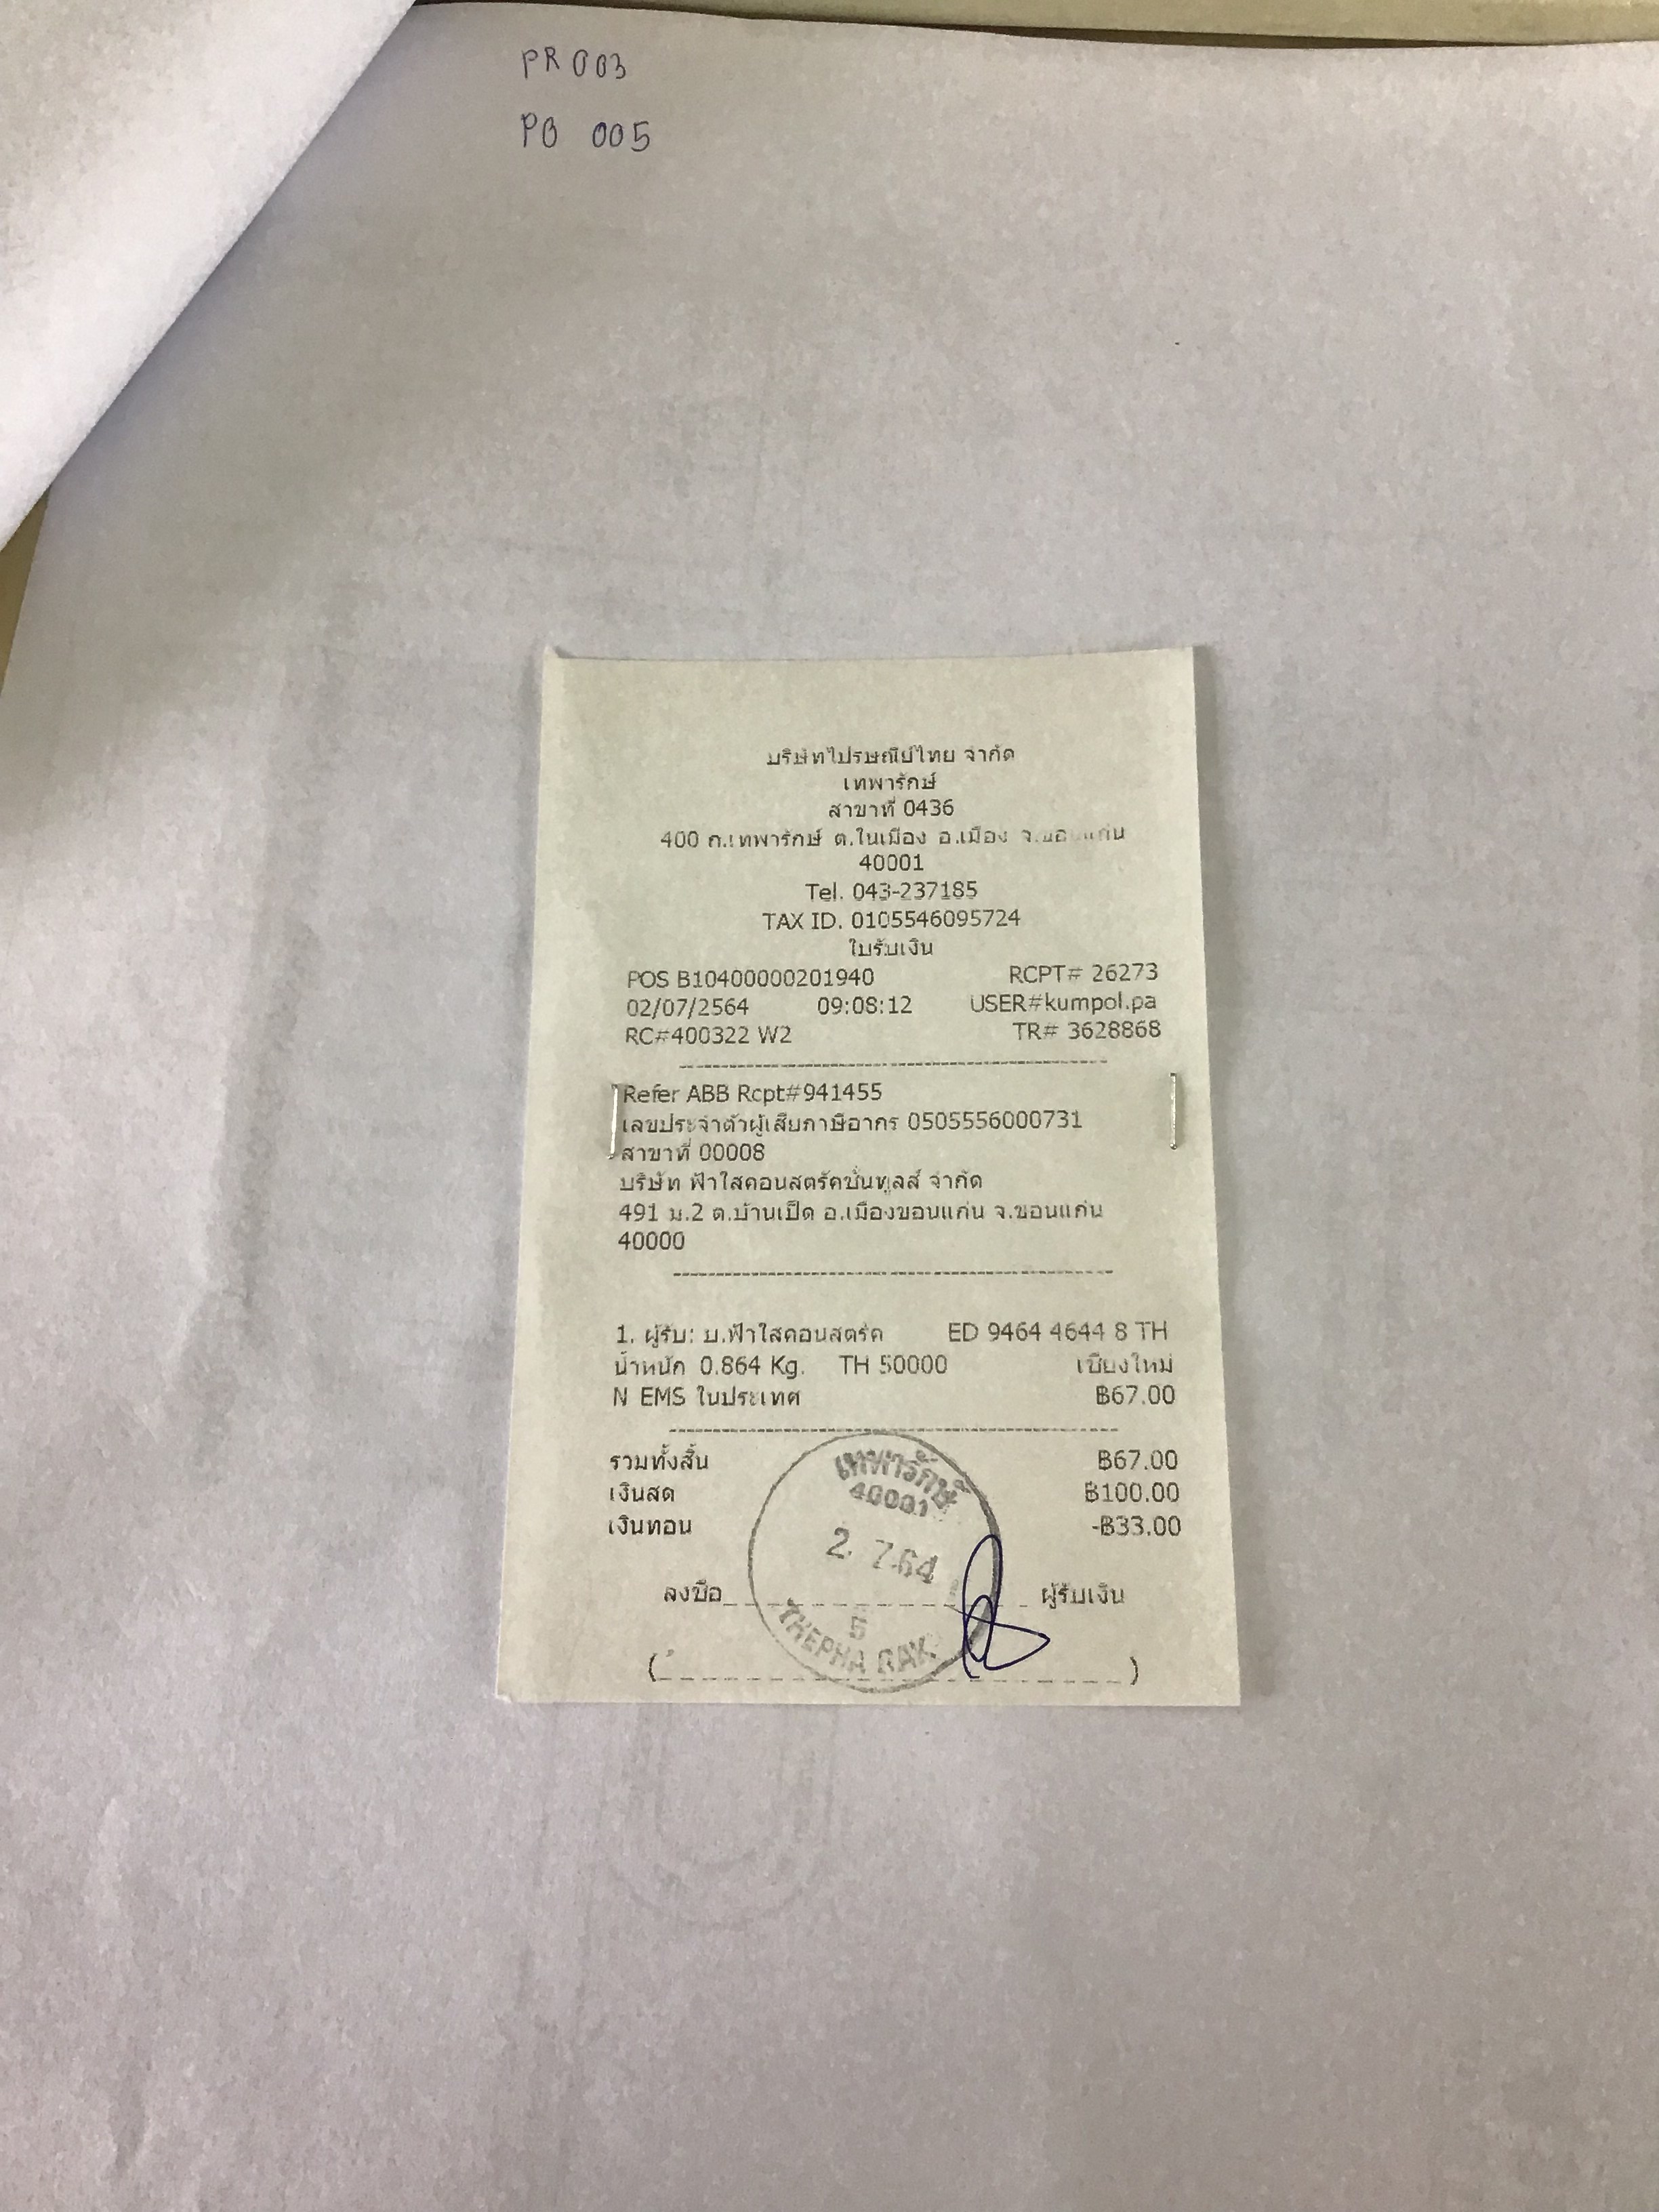 PR 003
PO 005
บริษัทไปรษณีย์ไทย จำกัด
เทพารักษ์
สาขาที่ 0436
400 ถ.เทพารักษ์ ต.ในเมือง อ.เมือง จ.ขอนแก่น
40001
Tel. 043-237185
TAX ID. 0105546095724
ใบรับเงิน
POS B104000000201940 RCPT# 26273
02/07/2564 09:08:12 USER#kumpol.pa
RC#400322 W2 TR# 3628868
Refer ABB Rcpt#941455
เลขประจำตัวผู้เสียภาษีอากร 0505556000731
สาขาที่ 00008
บริษัท ฟ้าใสคอนสตรัคชั่นทูลส์ จำกัด
491 ม.2 ต.บ้านเป็ด อ.เมืองขอนแก่น จ.ขอนแก่น
40000
1. ผู้รับ: บ.ฟ้าใสคอนสตรัค ED 9464 4644 8 TH
น้ำหนัก 0.864 Kg. TH 50000 เชียงใหม่
N EMS ในประเทศ ฿67.00
รวมทั้งสิ้น ฿67.00
เงินสด ฿100.00
เงินทอน -฿33.00
ลงชื่อ ผู้รับเงิน
( )
เทพารักษ์
40001
2 7 64
5
THEPHA RAK